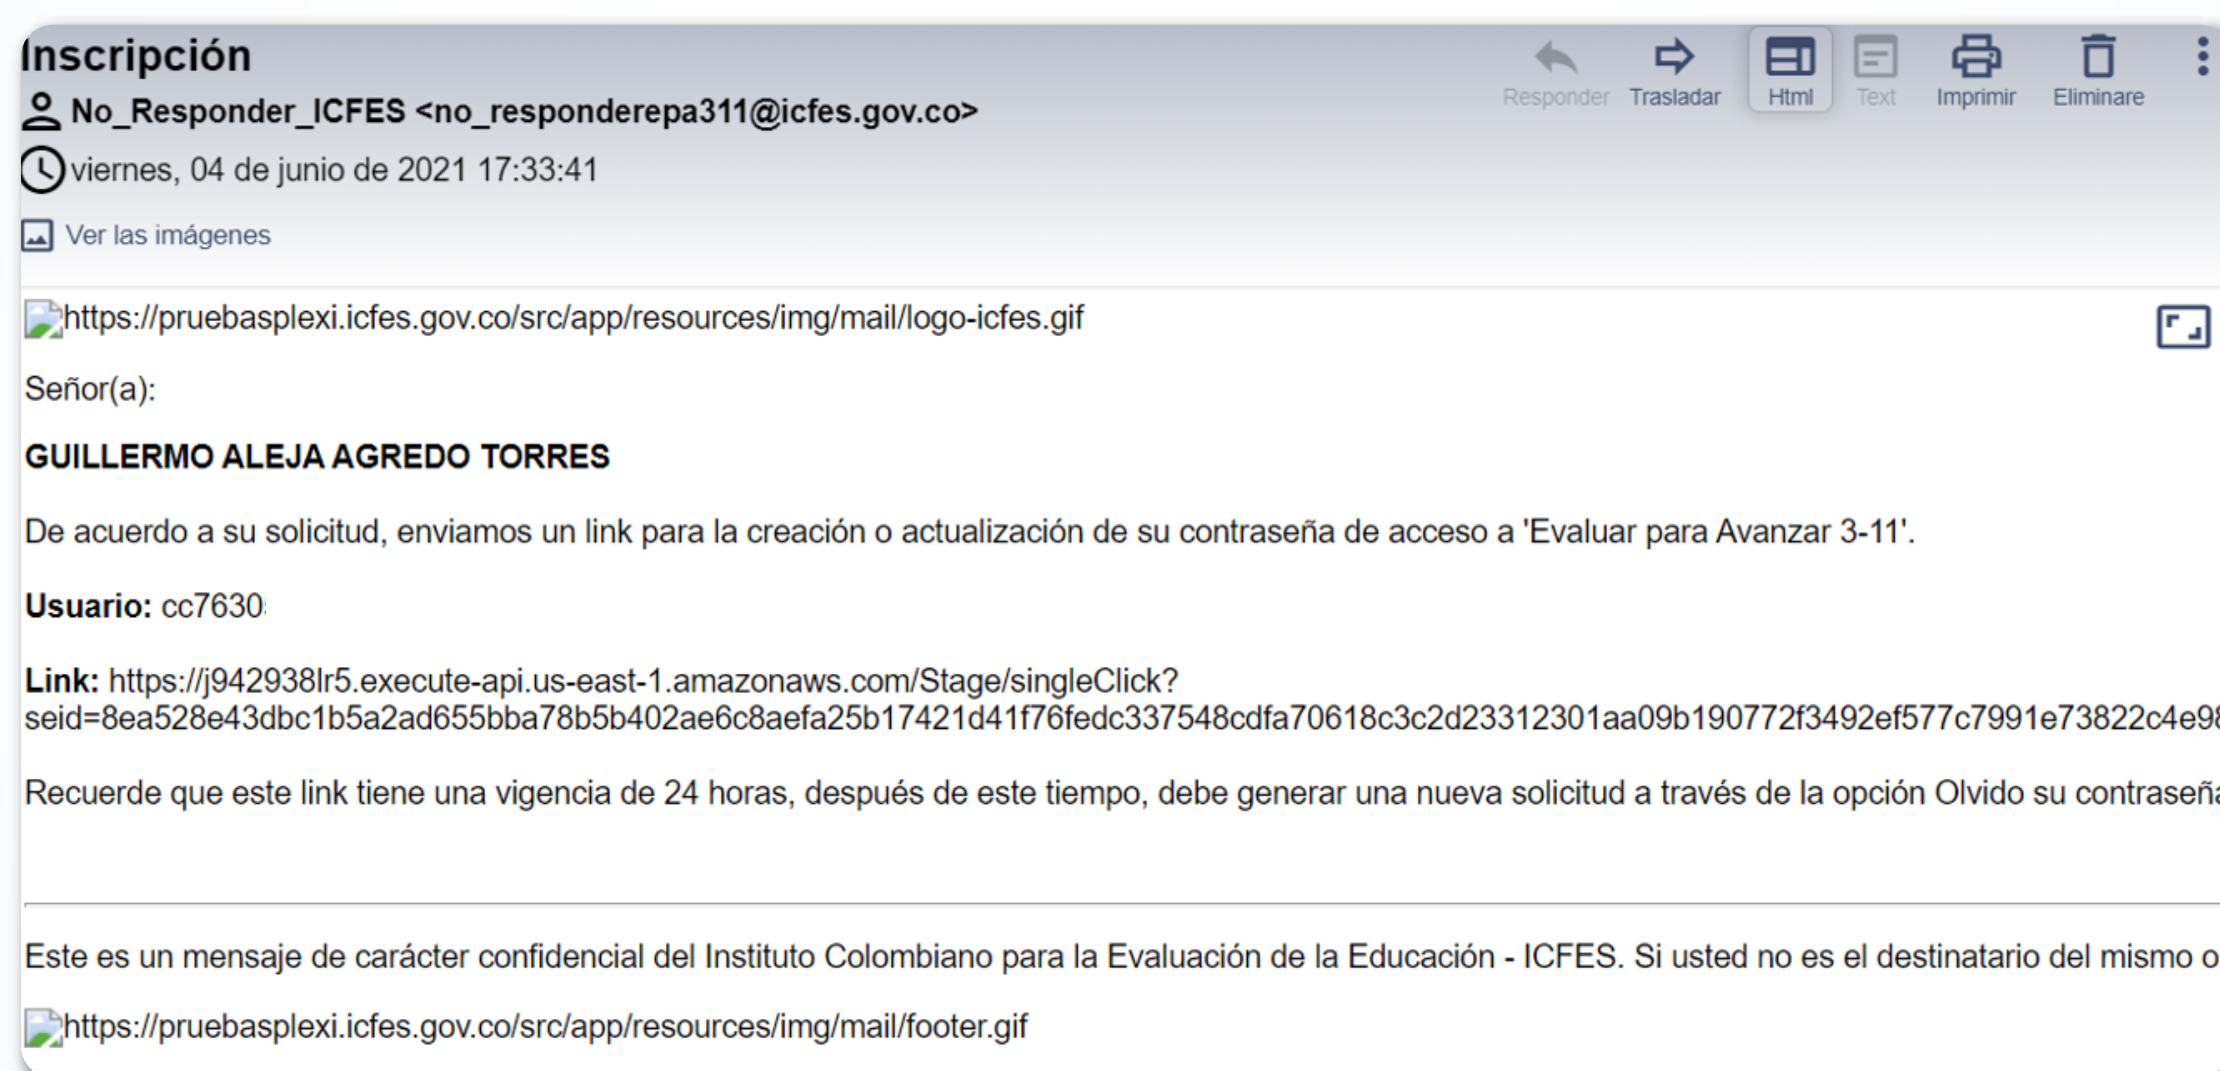 Inscripción
Responder Trasladar Html Text Imprimir Eliminare
No_Responder_ICFES <no_responderepa311@icfes.gov.co>
viernes, 04 de junio de 2021 17:33:41
Ver las imágenes
https://pruebasplexi.icfes.gov.co/src/app/resources/img/mail/logo-icfes.gif
Señor(a):
GUILLERMO ALEJA AGREDO TORRES
De acuerdo a su solicitud, enviamos un link para la creación o actualización de su contraseña de acceso a 'Evaluar para Avanzar 3-11'.
Usuario: cc7630
Link: https://j942938lr5.execute-api.us-east-1.amazonaws.com/Stage/singleClick?
seid=8ea528e43dbc1b5a2ad655bba78b5b402ae6c8aefa25b17421d41f76fedc337548cdfa70618c3c2d23312301aa09b190772f3492ef577c7991e73822c4e98
Recuerde que este link tiene una vigencia de 24 horas, después de este tiempo, debe generar una nueva solicitud a través de la opción Olvido su contraseña
Este es un mensaje de carácter confidencial del Instituto Colombiano para la Evaluación de la Educación - ICFES. Si usted no es el destinatario del mismo o
https://pruebasplexi.icfes.gov.co/src/app/resources/img/mail/footer.gif